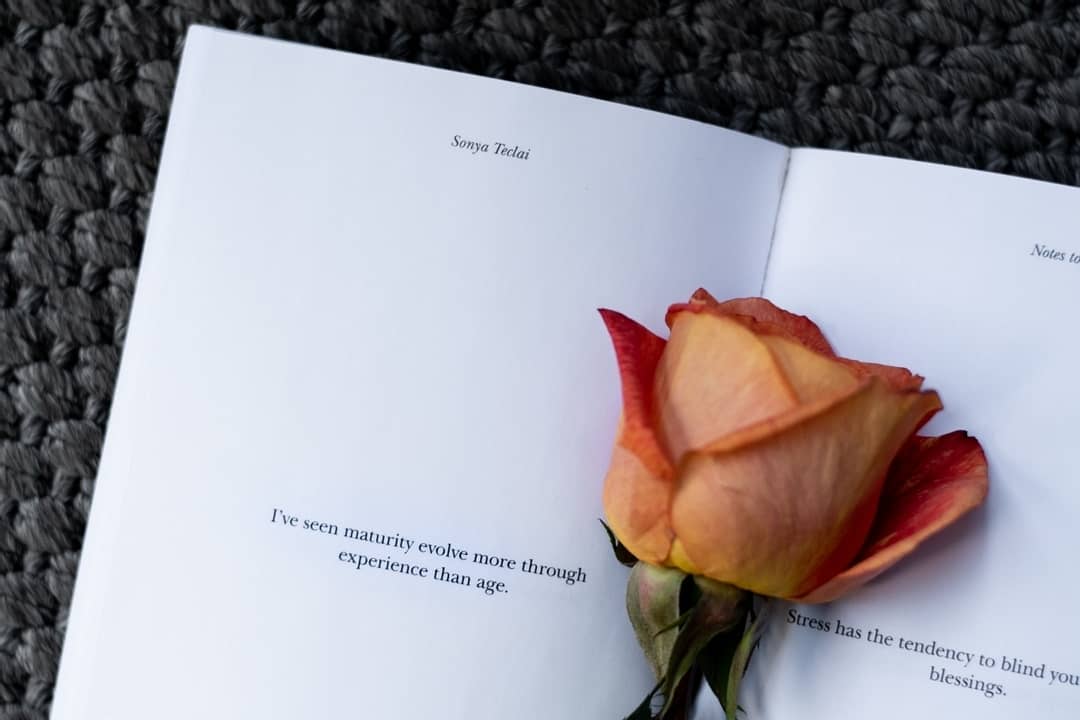 Sonya Teclai
I've seen maturity evolve more through
experience than age.
Notes to
Stress has the tendency to blind you
blessings.